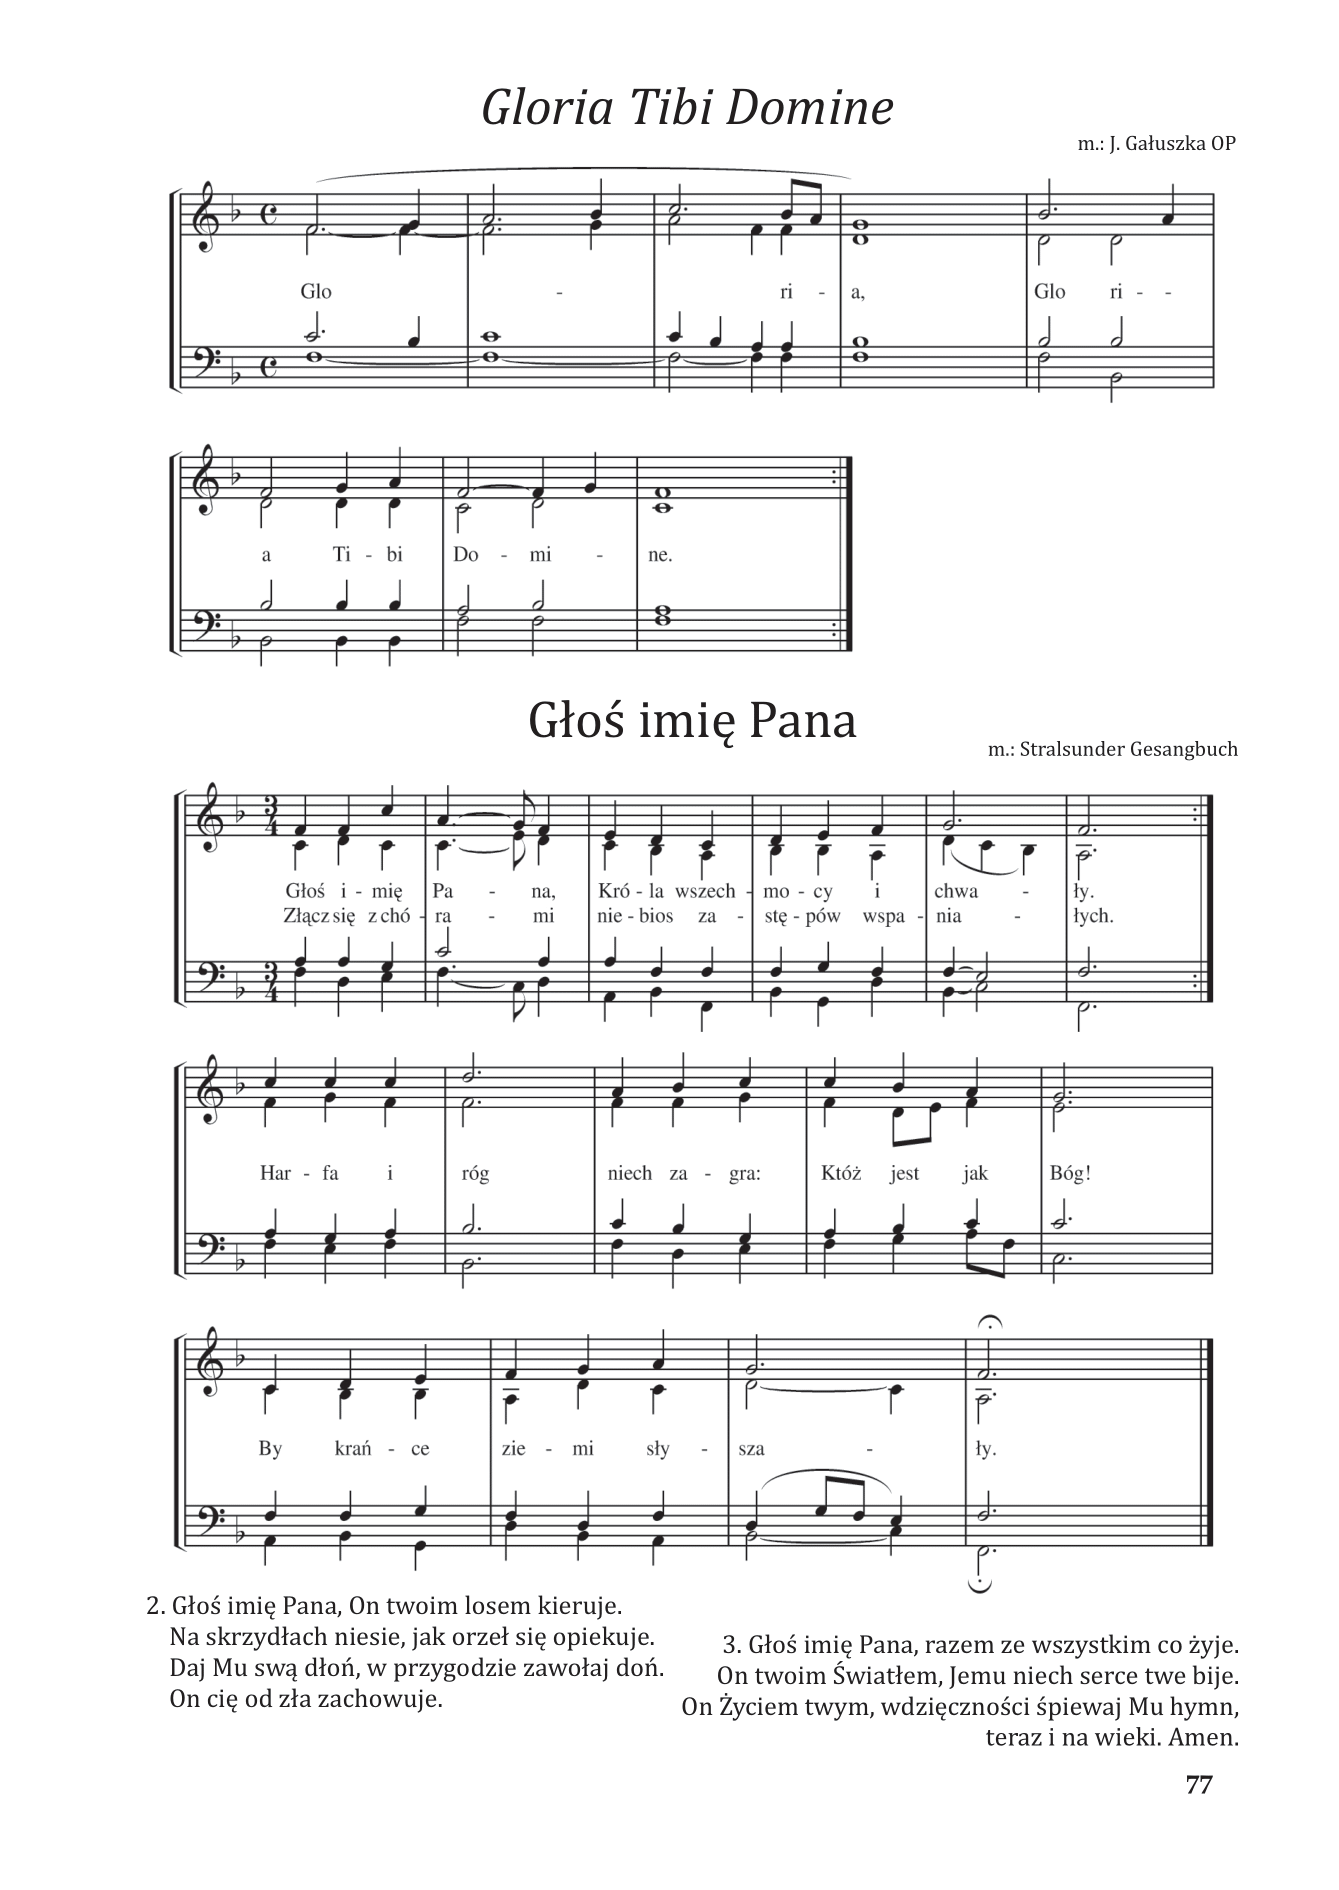 Gloria Tibi Domine
m.: J. Gałuszka OP
Glo - ri - a, Glo ri - -
a Ti - bi Do - mi - ne.
Głoś imię Pana
m.: Stralsunder Gesangbuch
Głoś i - mię Pa - na, Kró - la wszech - mo - cy i chwa - ły.
Złącz się z chó - ra - mi nie - bios za - stę - pów wspa - nia - łych.
Har - fa i róg niech za - gra: Któż jest jak Bóg!
By krań - ce zie - mi sły - sza - ły.
2. Głoś imię Pana, On twoim losem kieruje.
Na skrzydłach niesie, jak orzeł się opiekuje.
Daj Mu swą dłoń, w przygodzie zawołaj doń.
On cię od zła zachowuje.
3. Głoś imię Pana, razem ze wszystkim co żyje.
On twoim Światłem, Jemu niech serce twe bije.
On Życiem twym, wdzięczności śpiewaj Mu hymn,
teraz i na wieki. Amen.
77